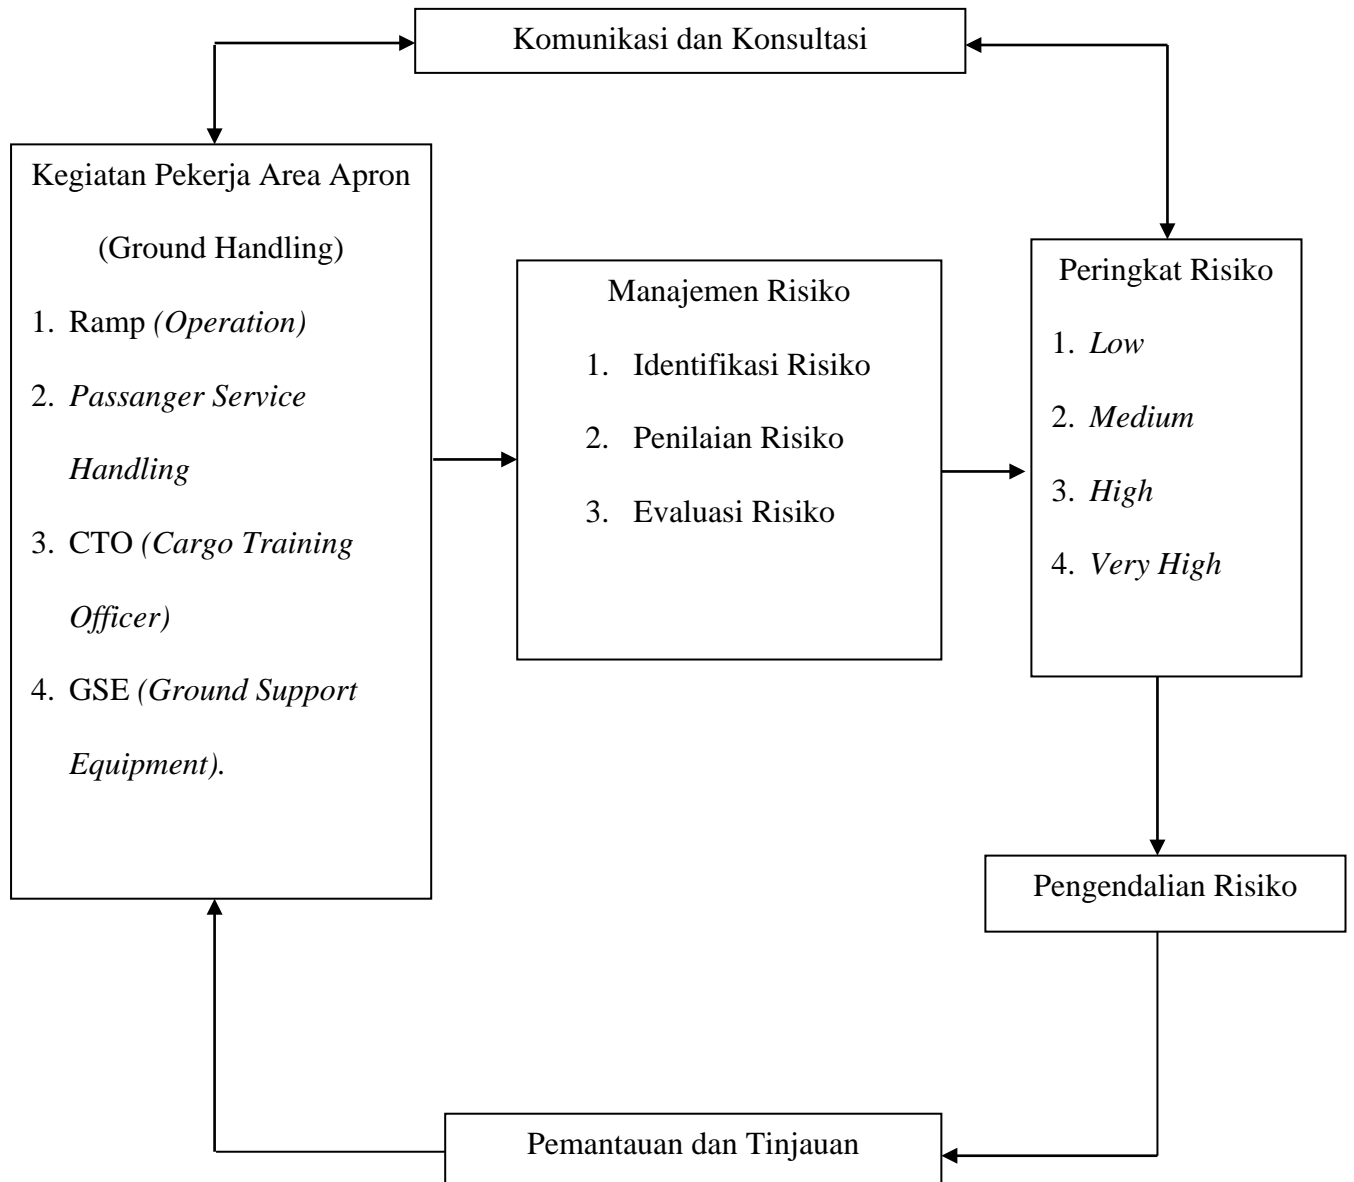 Komunikasi dan Konsultasi
Kegiatan Pekerja Area Apron
(Ground Handling)
1. Ramp (Operation)
2. Passanger Service
Handling
3. CTO (Cargo Training
Officer)
4. GSE (Ground Support
Equipment).
Manajemen Risiko
1. Identifikasi Risiko
2. Penilaian Risiko
3. Evaluasi Risiko
Peringkat Risiko
1. Low
2. Medium
3. High
4. Very High
Pengendalian Risiko
Pemantauan dan Tinjauan